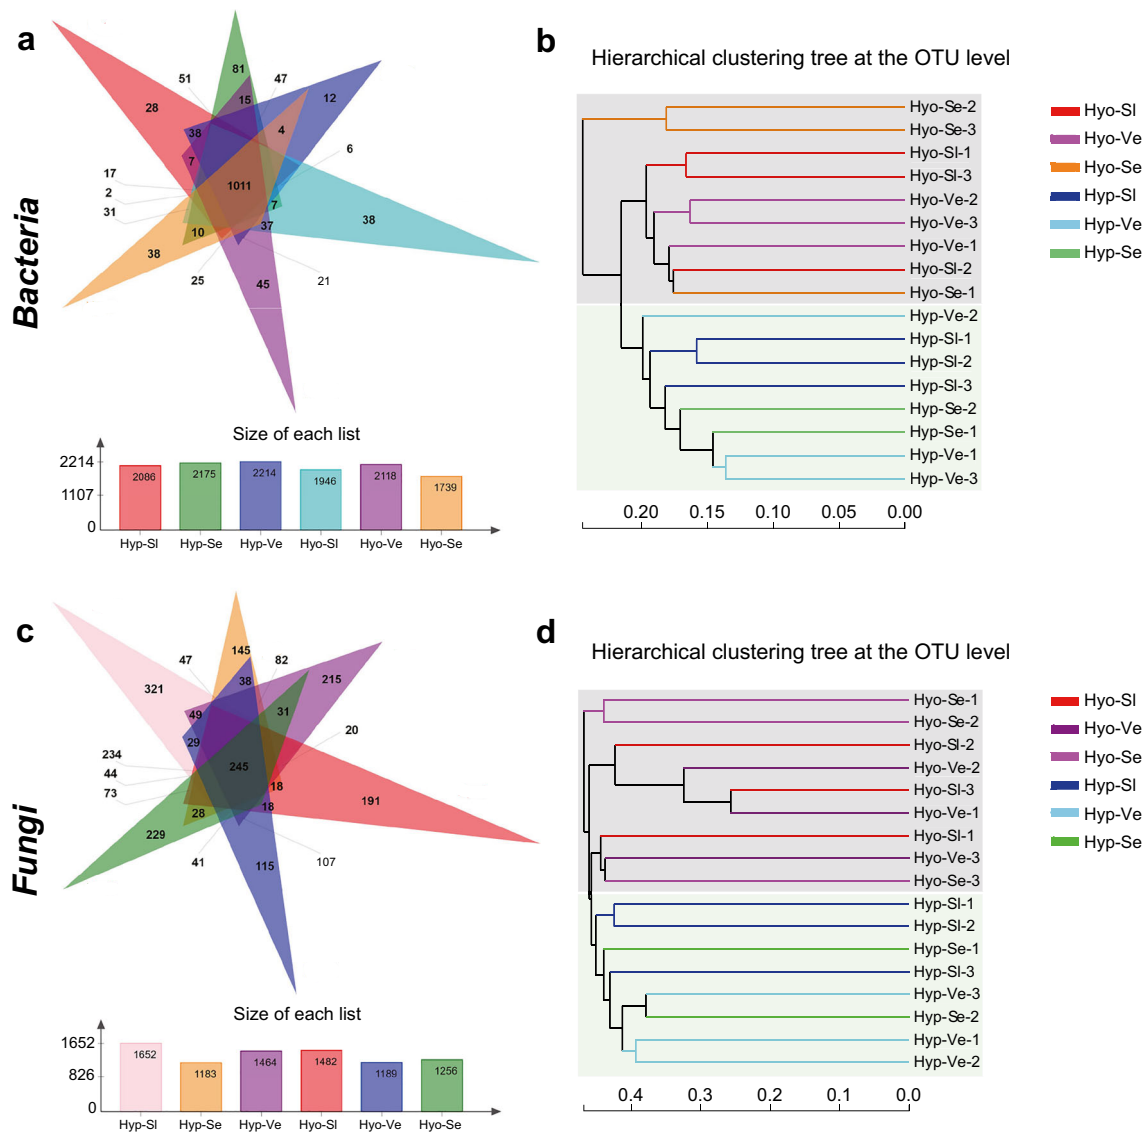 a
Bacteria
51
81
47
12
28
15
38
4
6
7
17
2
31
1011
7
38
37
10
38
25
45
21
Size of each list
2214
1107
0
2086
2175
2214
1946
2118
1739
Hyp-Sl
Hyp-Se
Hyp-Ve
Hyo-Sl
Hyo-Ve
Hyo-Se
b
Hierarchical clustering tree at the OTU level
Hyo-Se-2
Hyo-Se-3
Hyo-Sl-1
Hyo-Sl-3
Hyo-Ve-2
Hyo-Ve-3
Hyo-Ve-1
Hyo-Sl-2
Hyo-Se-1
Hyp-Ve-2
Hyp-Sl-1
Hyp-Sl-2
Hyp-Sl-3
Hyp-Se-2
Hyp-Se-1
Hyp-Ve-1
Hyp-Ve-3
0.20 0.15 0.10 0.05 0.00
Hyo-Sl
Hyo-Ve
Hyo-Se
Hyp-Sl
Hyp-Ve
Hyp-Se
c
Fungi
47
145
82
215
321
38
49
31
20
29
234
44
73
245
18
191
18
28
229
41
115
107
Size of each list
1652
826
0
1652
1183
1464
1482
1189
1256
Hyp-Sl
Hyp-Se
Hyp-Ve
Hyo-Sl
Hyo-Ve
Hyo-Se
d
Hierarchical clustering tree at the OTU level
Hyo-Se-1
Hyo-Se-2
Hyo-Sl-2
Hyo-Ve-2
Hyo-Sl-3
Hyo-Ve-1
Hyo-Sl-1
Hyo-Ve-3
Hyo-Se-3
Hyp-Sl-1
Hyp-Sl-2
Hyp-Se-1
Hyp-Sl-3
Hyp-Ve-3
Hyp-Se-2
Hyp-Ve-1
Hyp-Ve-2
0.4 0.3 0.2 0.1 0.0
Hyo-Sl
Hyo-Ve
Hyo-Se
Hyp-Sl
Hyp-Ve
Hyp-Se